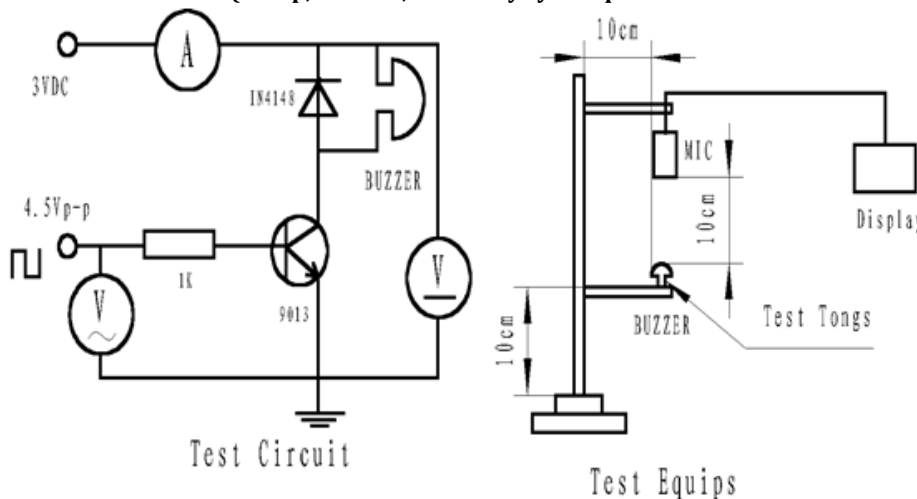 10cm
A
3VDC
IN4148
BUZZER
MIC
Display
4.5Vp-p
10cm
1K
9013
V
V
BUZZER
Test Tongs
10cm
Test Circuit
Test Equips